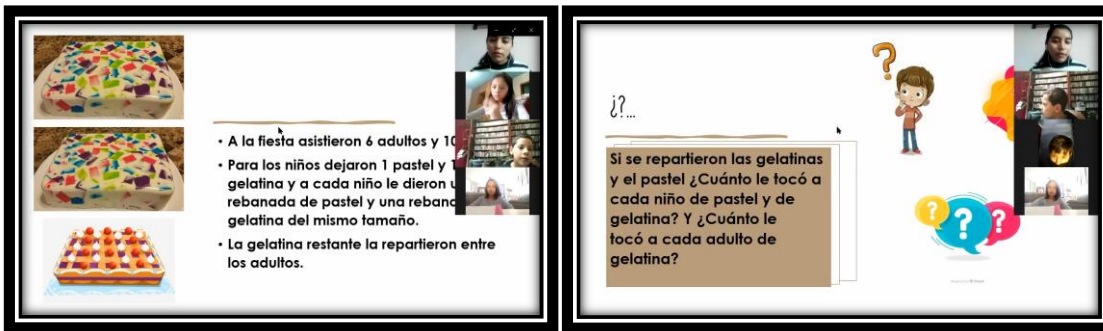 • A la fiesta asistieron 6 adultos y 10
• Para los niños dejaron 1 pastel y 1
gelatina y a cada niño le dieron
rebanada de pastel y una
gelatina del mismo tamaño.
• La gelatina restante la repartieron entre
los adultos.
¿?...
Si se repartieron las gelatinas
y el pastel ¿Cuánto le tocó a
cada niño de pastel y de
gelatina? Y ¿Cuánto le
tocó a cada adulto de
gelatina?